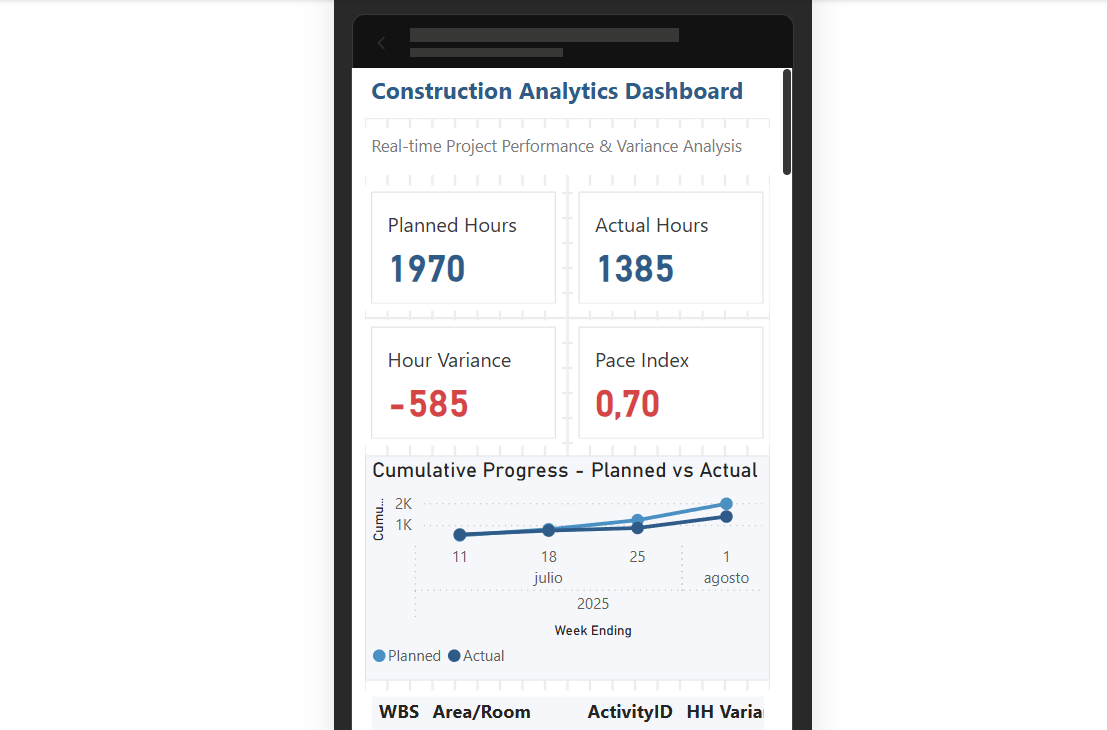 Construction Analytics Dashboard
Real-time Project Performance & Variance Analysis
Planned Hours
1970
Actual Hours
1385
Hour Variance
-585
Pace Index
0,70
Cumulative Progress - Planned vs Actual
Cumu...
2K
1K
11 18 25 1
julio agosto
2025
Week Ending
Planned Actual
WBS Area/Room ActivityID HH